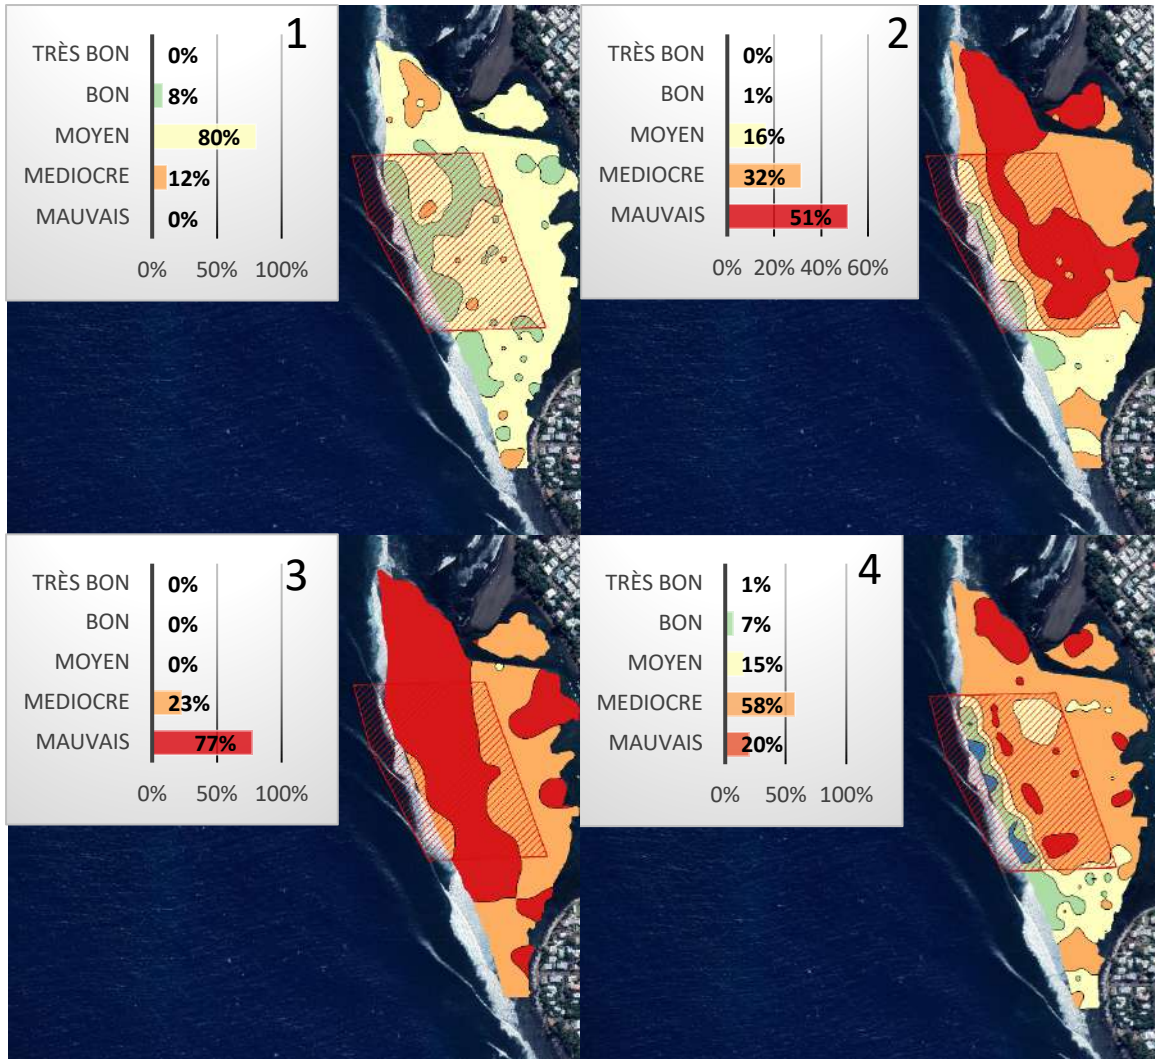 1
TRÈS BON 0%
BON 8%
MOYEN 80%
MEDIOCRE 12%
MAUVAIS 0%
0% 50% 100%
2
TRÈS BON 0%
BON 1%
MOYEN 16%
MEDIOCRE 32%
MAUVAIS 51%
0% 20% 40% 60%
3
TRÈS BON 0%
BON 0%
MOYEN 0%
MEDIOCRE 23%
MAUVAIS 77%
0% 50% 100%
4
TRÈS BON 1%
BON 7%
MOYEN 15%
MEDIOCRE 58%
MAUVAIS 20%
0% 50% 100%